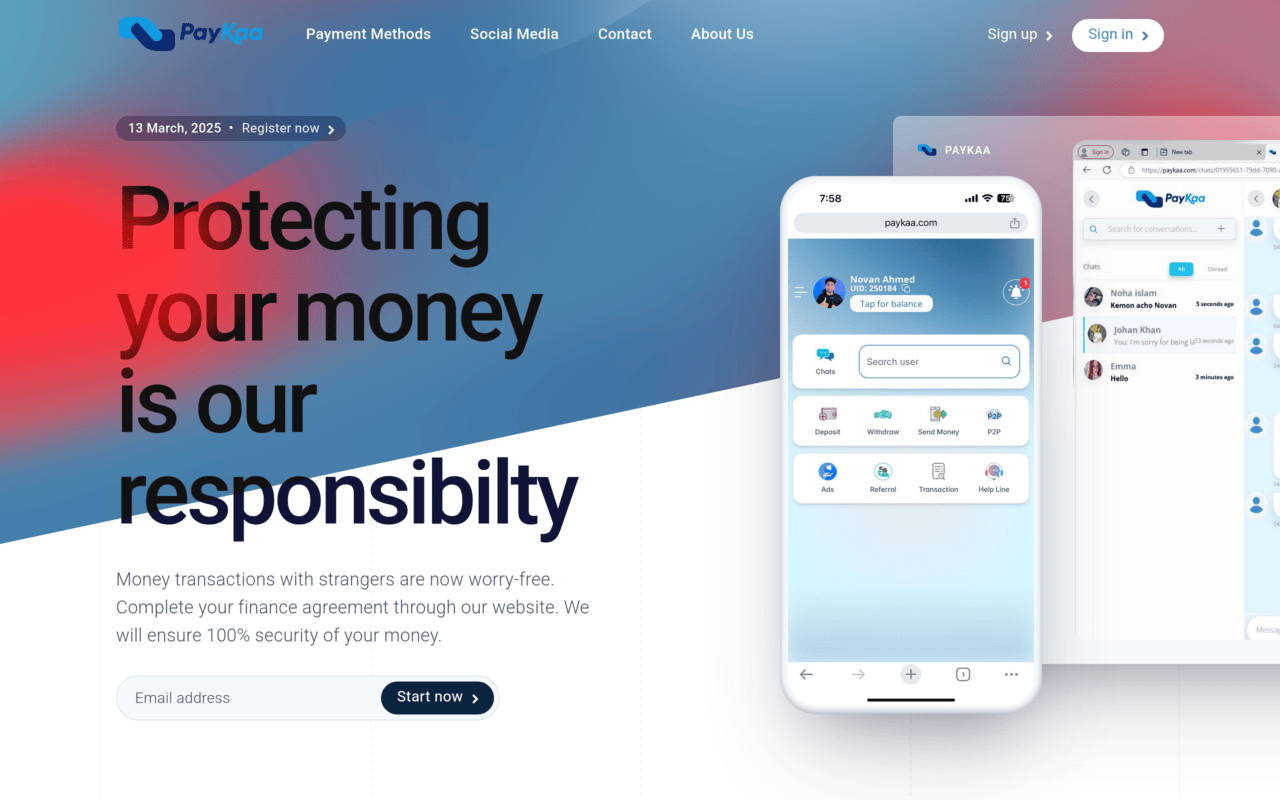 PayKaa
Payment Methods
Social Media
Contact
About Us
Sign up
Sign in
13 March, 2025 • Register now
Protecting
your money
is our
responsibilty
Money transactions with strangers are now worry-free.
Complete your finance agreement through our website. We
will ensure 100% security of your money.
Email address
Start now
PAYKAA
7:58
78
paykaa.com
Novan Ahmed
UID: 250184
Tap for balance
1
Chats
Search user
Deposit
Withdraw
Send Money
P2P
P2P
Ads
Referral
Transaction
Help Line
1
Sign in
New tab
https://paykaa.com/chats/01955651-79dd-7090-
PayKaa
Search for conversations...
Chats
All
Unread
Noha islam
Kemon acho Novan
5 seconds ago
Johan Khan
You: I'm sorry for being la
53 seconds ago
Emma
Hello
3 minutes ago